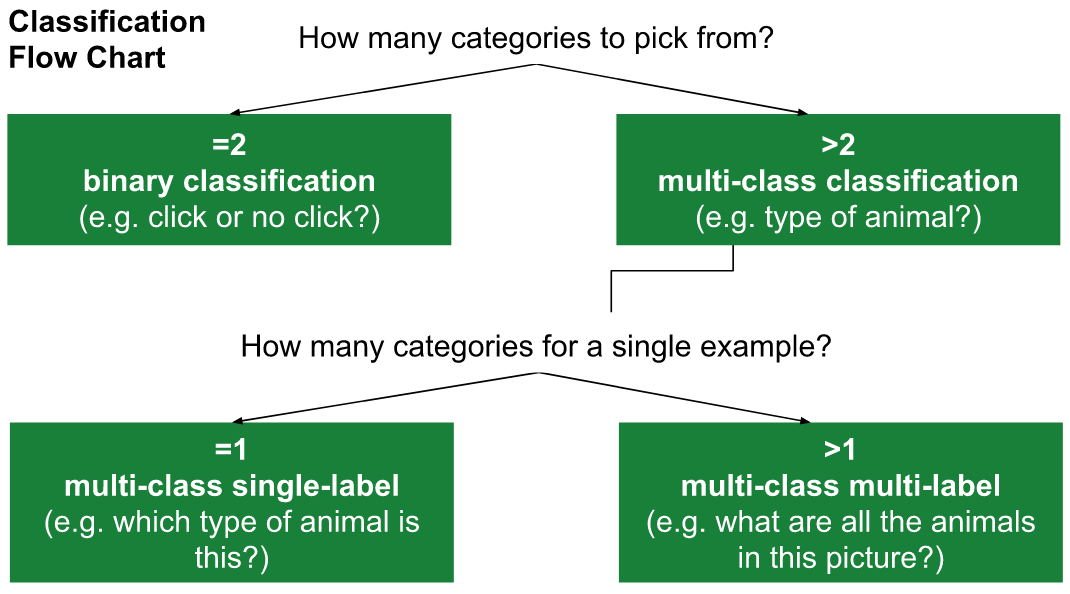 Classification
Flow Chart
How many categories to pick from?
=2
binary classification
(e.g. click or no click?)
>2
multi-class classification
(e.g. type of animal?)
How many categories for a single example?
=1
multi-class single-label
(e.g. which type of animal is
this?)
>1
multi-class multi-label
(e.g. what are all the animals
in this picture?)